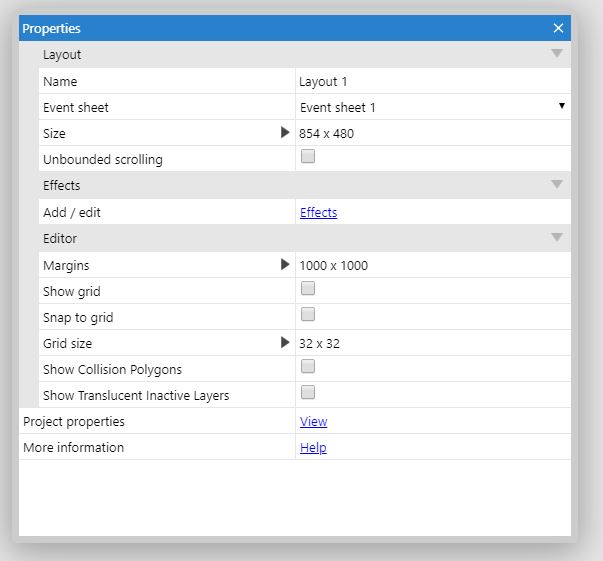 Properties
Layout
Name Layout 1
Event sheet Event sheet 1
Size 854 x 480
Unbounded scrolling
Effects
Add / edit Effects
Editor
Margins 1000 x 1000
Show grid
Snap to grid
Grid size 32 x 32
Show Collision Polygons
Show Translucent Inactive Layers
Project properties View
More information Help